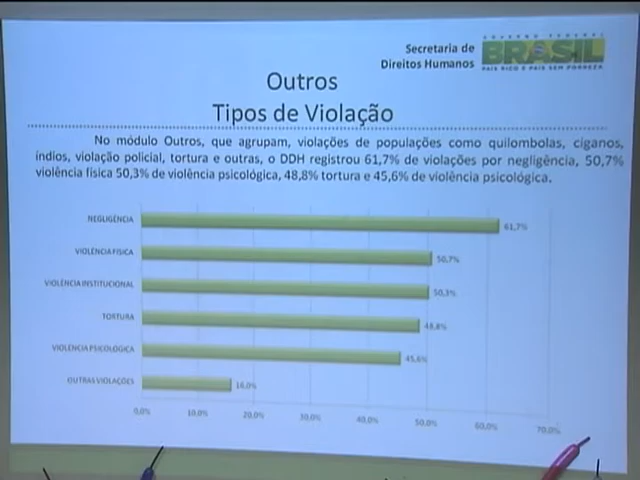 Secretaria de
Direitos Humanos
GOVERNO FEDERAL
BRASIL
PAÍS RICO É PAÍS SEM POBREZA
Outros
Tipos de Violação
No módulo Outros, que agrupam, violações de populações como quilombolas, ciganos,
índios, violação policial, tortura e outras, o DDH registrou 61,7% de violações por negligência, 50,7%
violência física 50,3% de violência psicológica, 48,8% tortura e 45,6% de violência psicológica.
NEGLIGÊNCIA 61,7%
VIOLÊNCIA FISICA 50,7%
VIOLÊNCIA INSTITUCIONAL 50,3%
TORTURA 48,8%
VIOLENCIA PSICOLÓGICA 45,6%
OUTRAS VIOLAÇÕES 16,0%
0,0% 10,0% 20,0% 30,0% 40,0% 50,0% 60,0% 70,0%